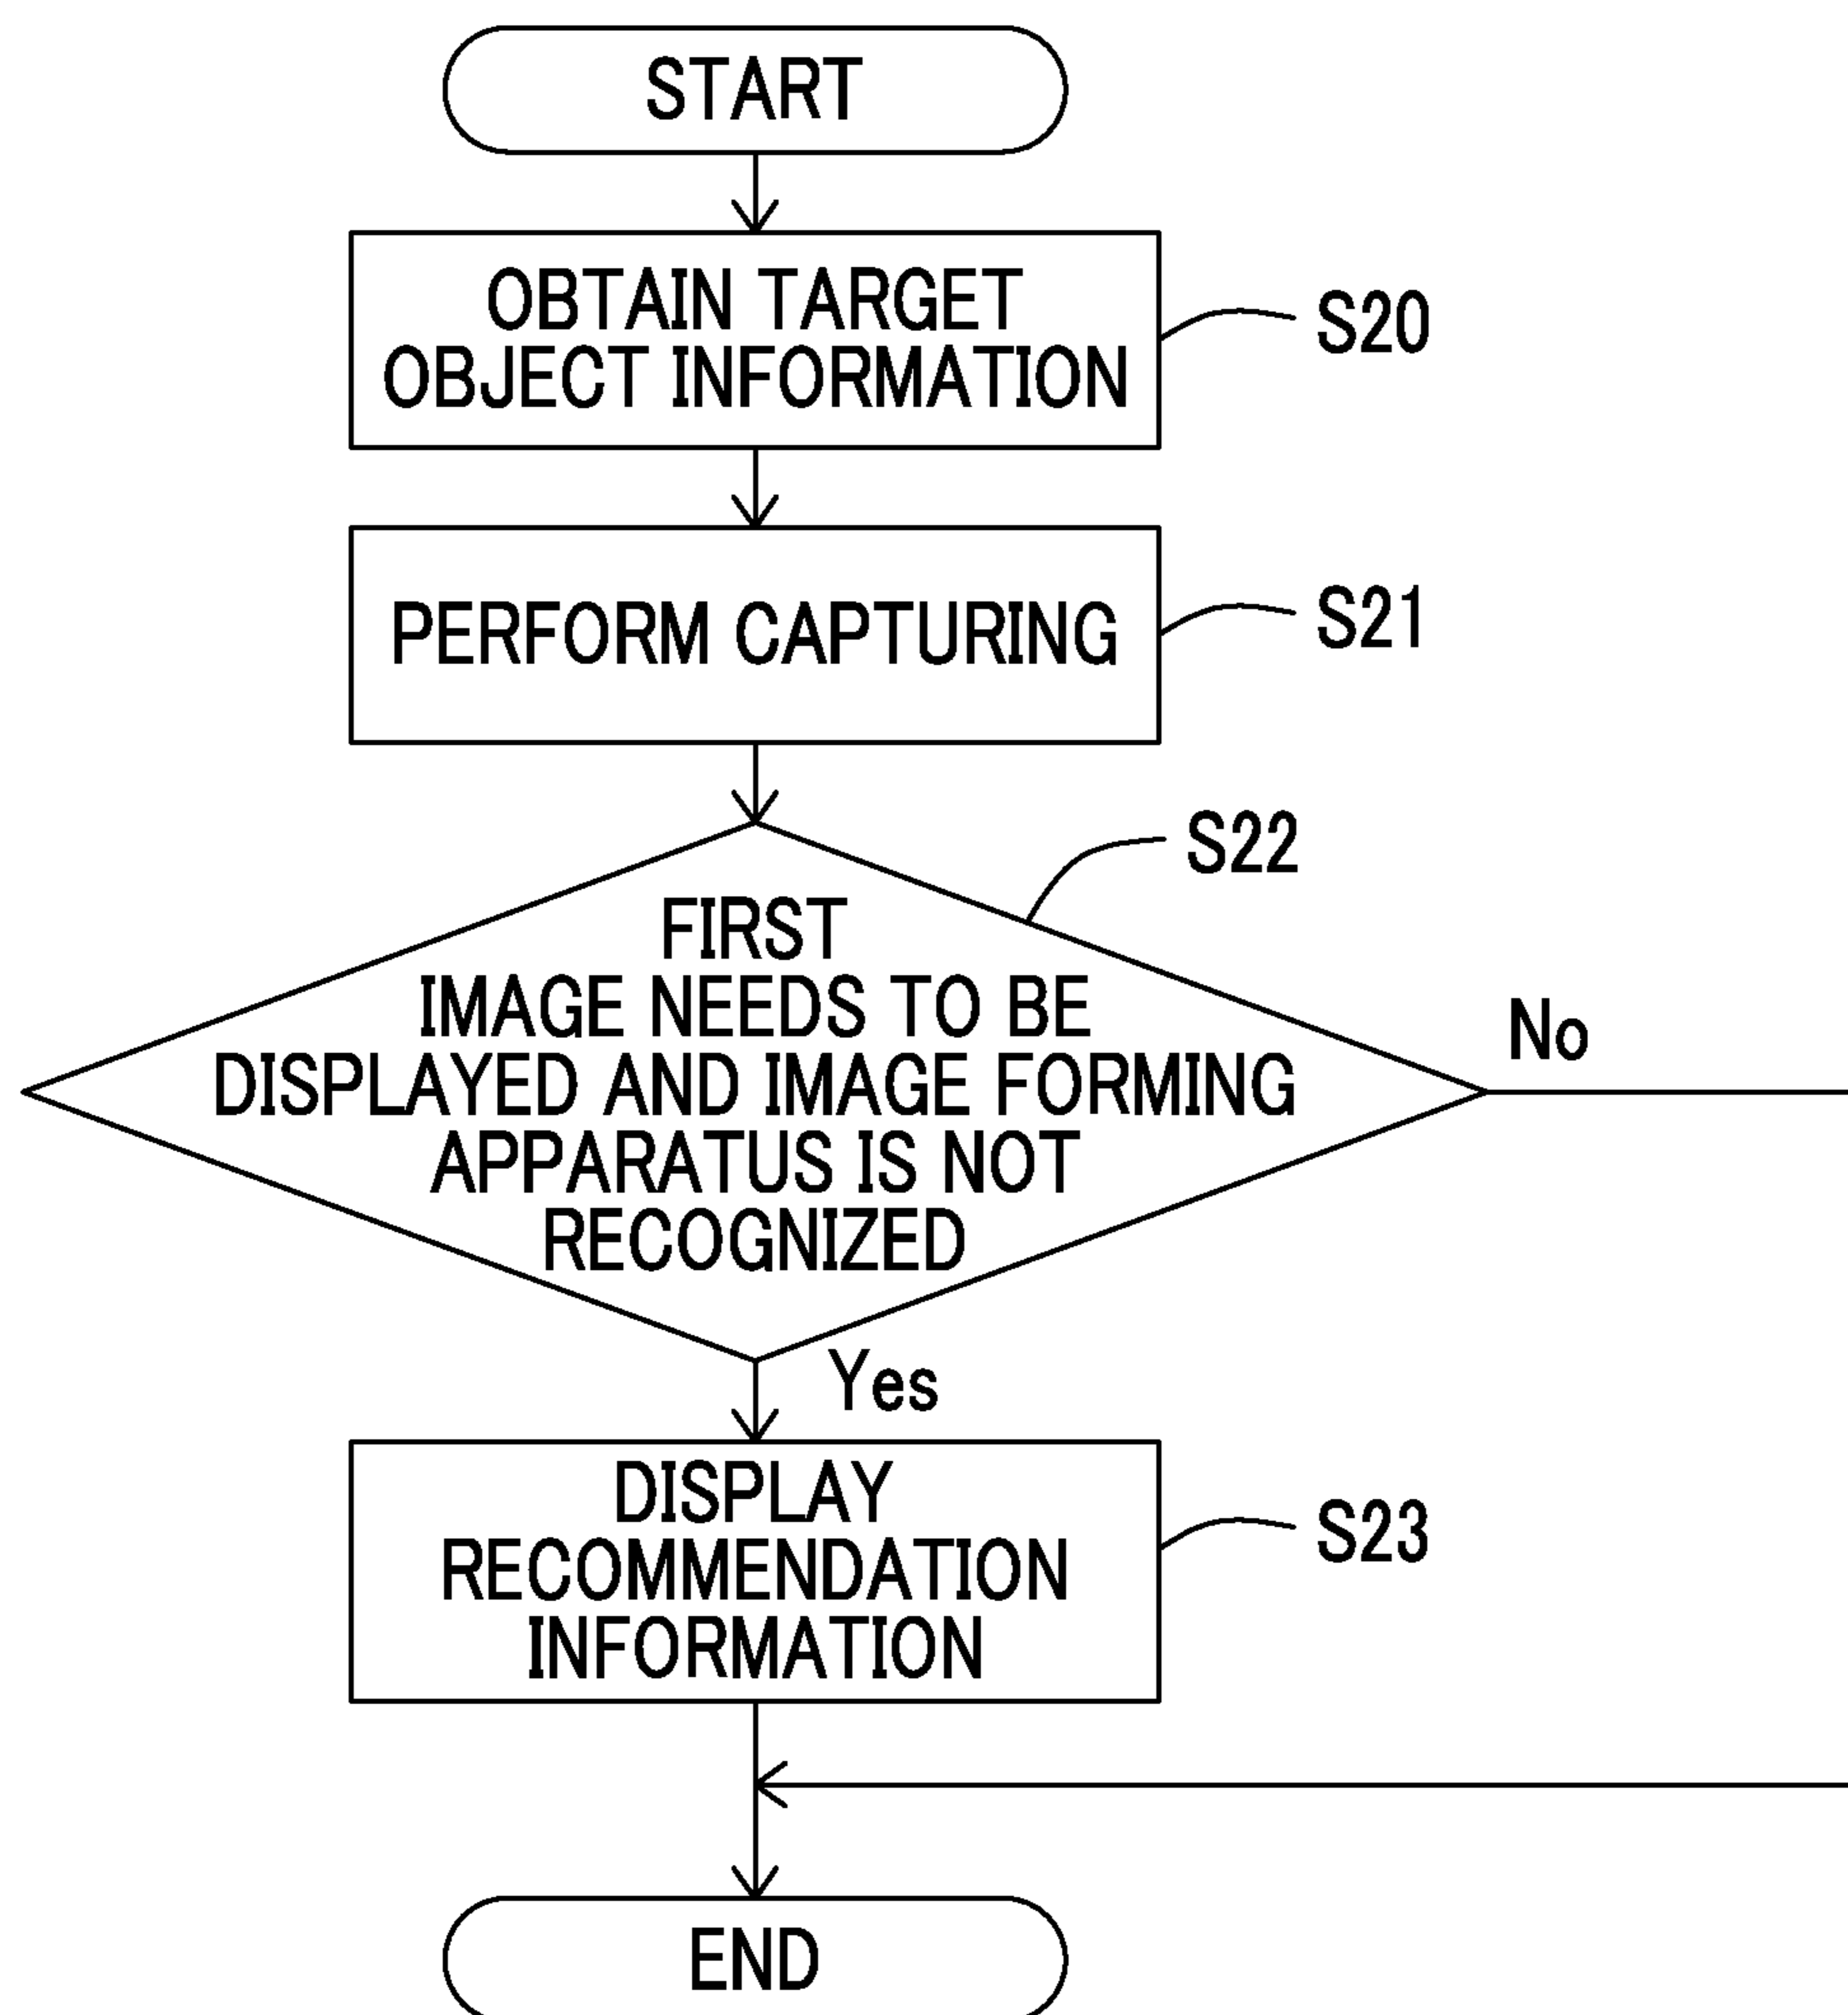 START
OBTAIN TARGET
OBJECT INFORMATION
S20
PERFORM CAPTURING
S21
S22
FIRST
IMAGE NEEDS TO BE
DISPLAYED AND IMAGE FORMING
APPARATUS IS NOT
RECOGNIZED
No
Yes
DISPLAY
RECOMMENDATION
INFORMATION
S23
END